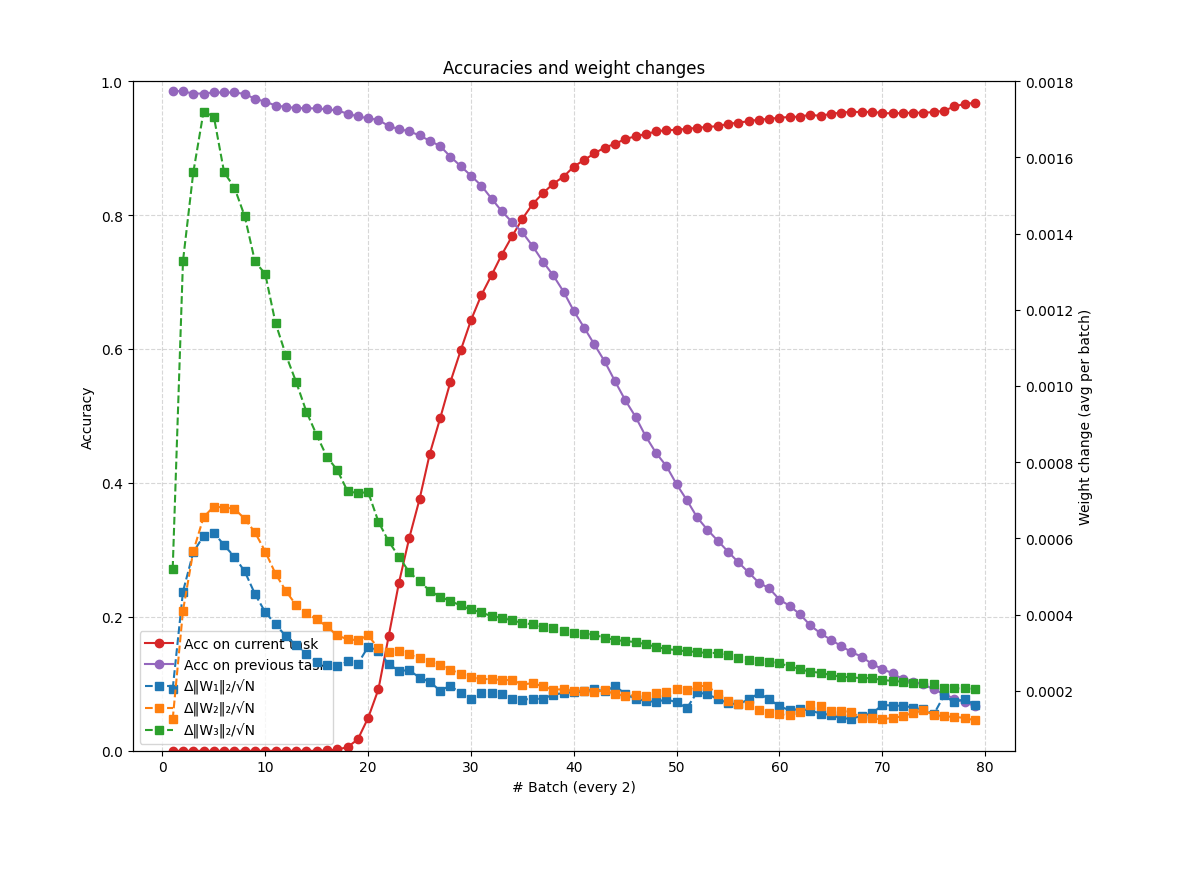 Accuracies and weight changes
1.0
0.8
0.6
0.4
0.2
0.0
Accuracy
0.0018
0.0016
0.0014
0.0012
0.0010
0.0008
0.0006
0.0004
0.0002
Weight change (avg per batch)
Acc on current task
Acc on previous task
Δ‖W₁‖₂/√N
Δ‖W₂‖₂/√N
Δ‖W₃‖₂/√N
0 10 20 30 40 50 60 70 80
# Batch (every 2)